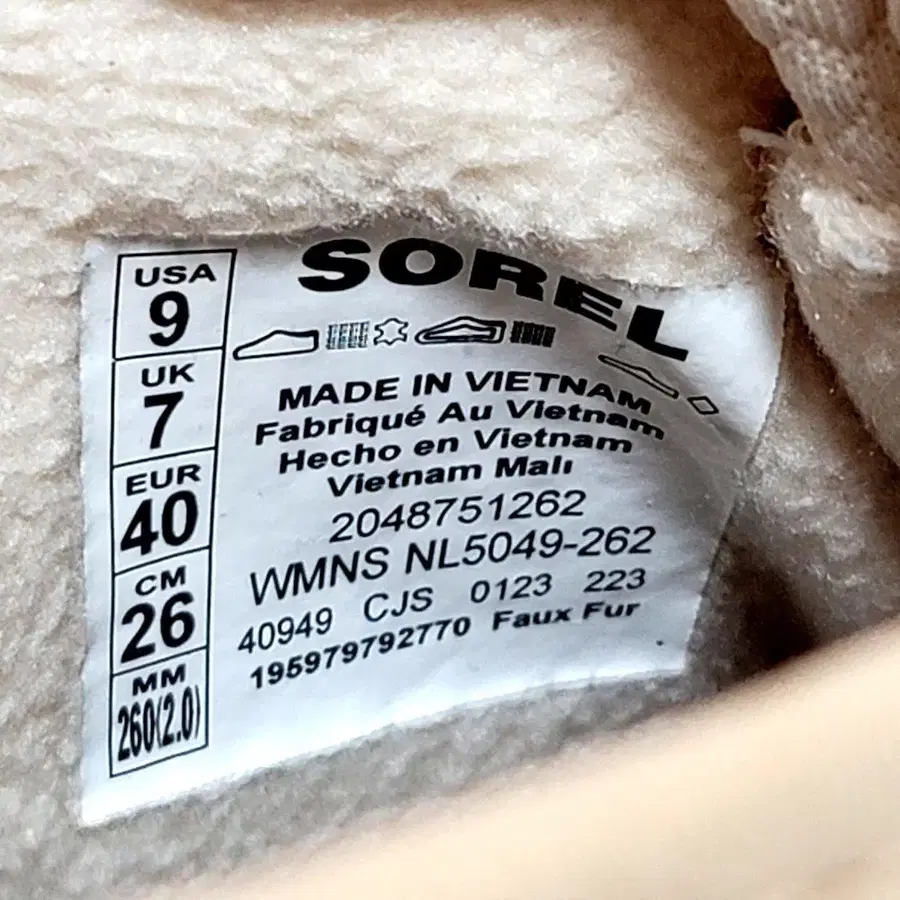 SOREL
USA
9
UK
7
EUR
40
CM
26
MM
260(2.0)
MADE IN VIETNAM
Fabriqué Au Vietnam
Hecho en Vietnam
Vietnam Malı
2048751262
WMNS NL5049-262
40949 CJS 0123 223
195979792770 Faux Fur